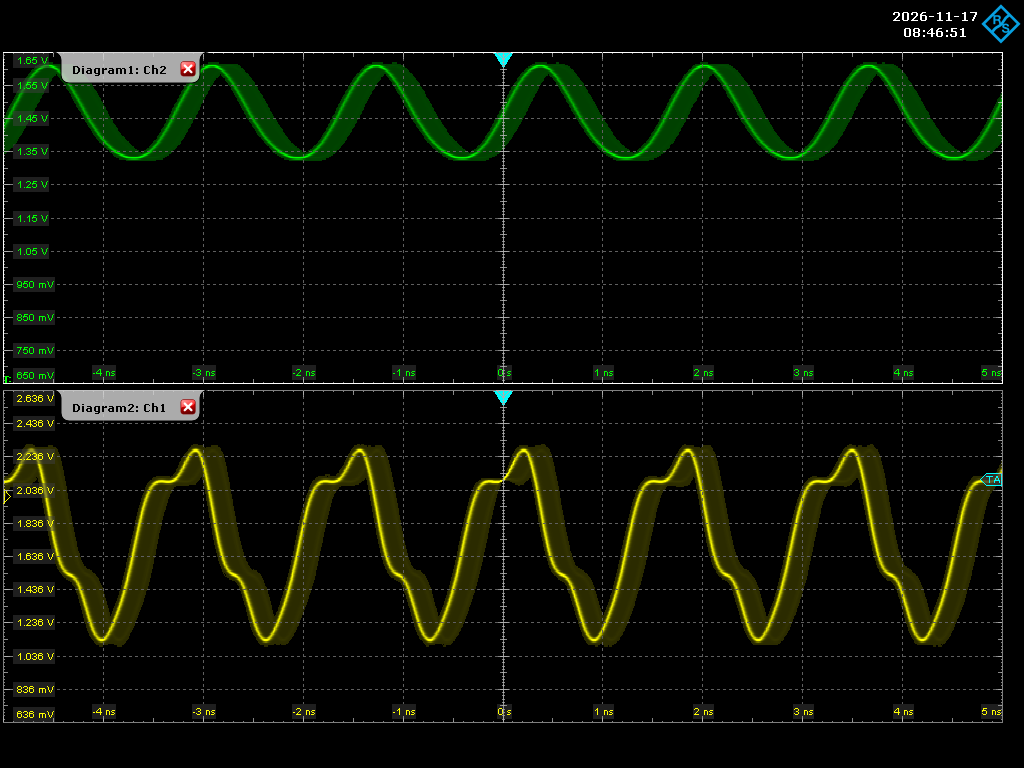 2026-11-17
08:46:51
R&S
Diagram1: Ch2
1.65 V
1.55 V
1.45 V
1.35 V
1.25 V
1.15 V
1.05 V
950 mV
850 mV
750 mV
650 mV
-4 ns -3 ns -2 ns -1 ns 0 s 1 ns 2 ns 3 ns 4 ns 5 ns
Diagram2: Ch1
2.636 V
2.436 V
2.236 V
2.036 V
1.836 V
1.636 V
1.436 V
1.236 V
1.036 V
836 mV
636 mV
TA
-4 ns -3 ns -2 ns -1 ns 0 s 1 ns 2 ns 3 ns 4 ns 5 ns